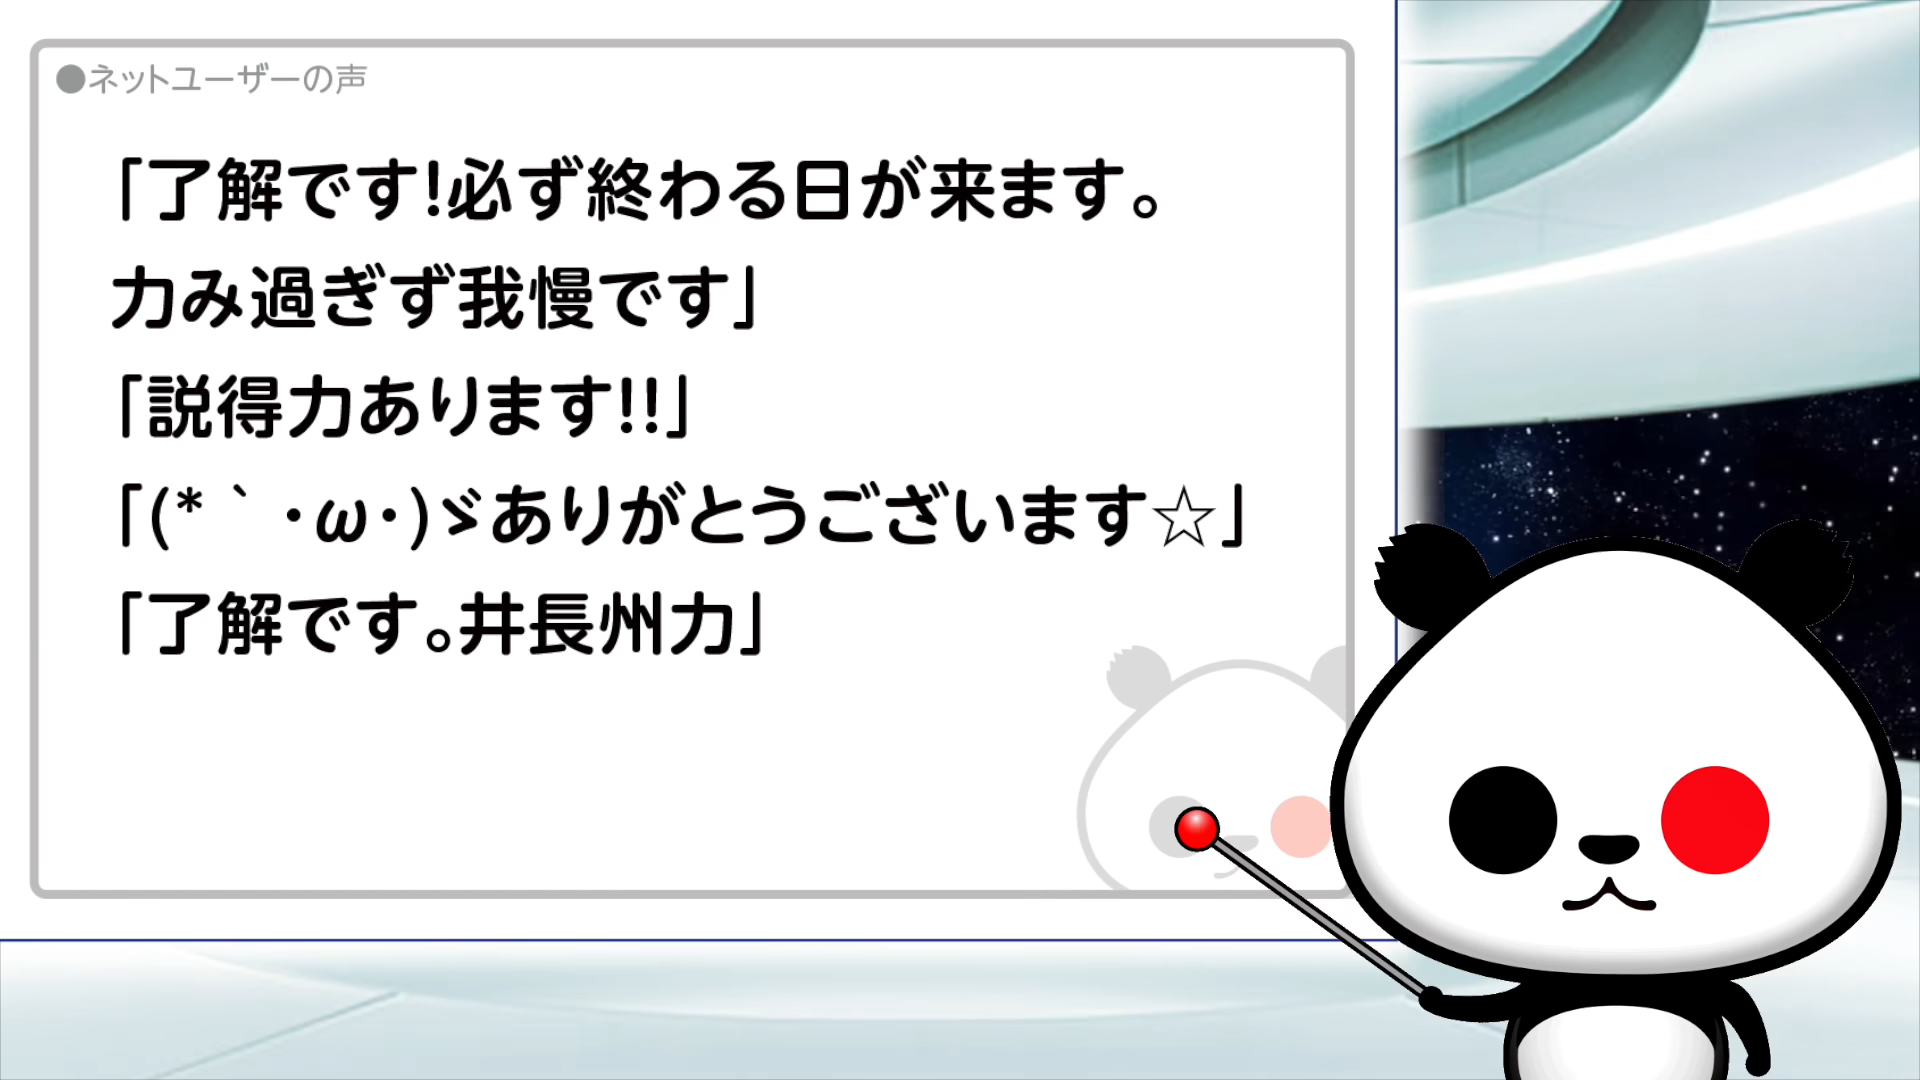 ●ネットユーザーの声
「了解です!必ず終わる日が来ます。
力み過ぎず我慢です」
「説得力あります!!」
「(*｀･ω･)ゞありがとうございます☆」
「了解です。井長州力」